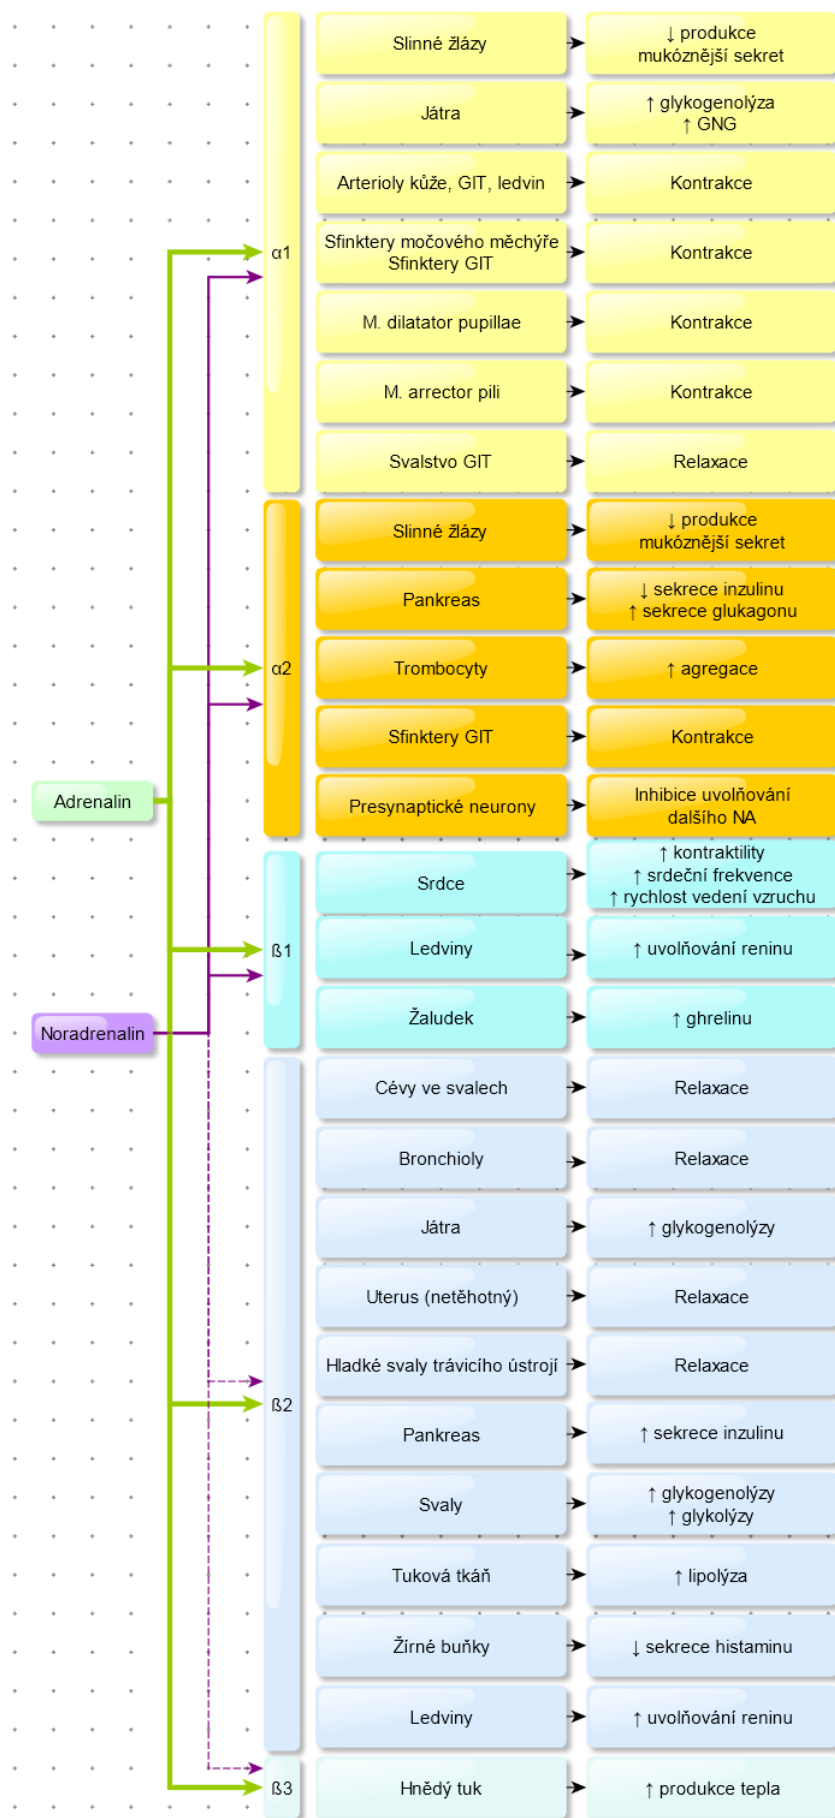 Adrenalin
Noradrenalin
α1
Slinné žlázy
↓ produkce
mukóznější sekret
Játra
↑ glykogenolýza
↑ GNG
Arterioly kůže, GIT, ledvin
Kontrakce
Sfinktery močového měchýře
Sfinktery GIT
Kontrakce
M. dilatator pupillae
Kontrakce
M. arrector pili
Kontrakce
Svalstvo GIT
Relaxace
α2
Slinné žlázy
↓ produkce
mukóznější sekret
Pankreas
↓ sekrece inzulinu
↑ sekrece glukagonu
Trombocyty
↑ agregace
Sfinktery GIT
Kontrakce
Presynaptické neurony
Inhibice uvolňování
dalšího NA
ß1
Srdce
↑ kontraktility
↑ srdeční frekvence
↑ rychlost vedení vzruchu
Ledviny
↑ uvolňování reninu
Žaludek
↑ ghrelinu
ß2
Cévy ve svalech
Relaxace
Bronchioly
Relaxace
Játra
↑ glykogenolýzy
Uterus (netěhotný)
Relaxace
Hladké svaly trávicího ústrojí
Relaxace
Pankreas
↑ sekrece inzulinu
Svaly
↑ glykogenolýzy
↑ glykolýzy
Tuková tkáň
↑ lipolýza
Žírné buňky
↓ sekrece histaminu
Ledviny
↑ uvolňování reninu
ß3
Hnědý tuk
↑ produkce tepla